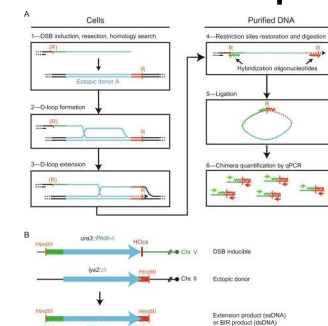 A
Cells
Purified DNA
1—DSB induction, resection, homology search
(R)
R
Ectopic donor A
2—D-loop formation
(R)
R
3—D-loop extension
(R)
R
4—Restriction sites restoration and digestion
R
R
Hybridization oligonucleotides
5—Ligation
R
6—Chimera quantification by qPCR
B
ura3::PhiX-A
HOcs
HindIII
Chr. V
DSB inducible
lys2::A
HindIII
Chr. II
Ectopic donor
HindIII
HindIII
Extension product (ssDNA)
or BIR product (dsDNA)